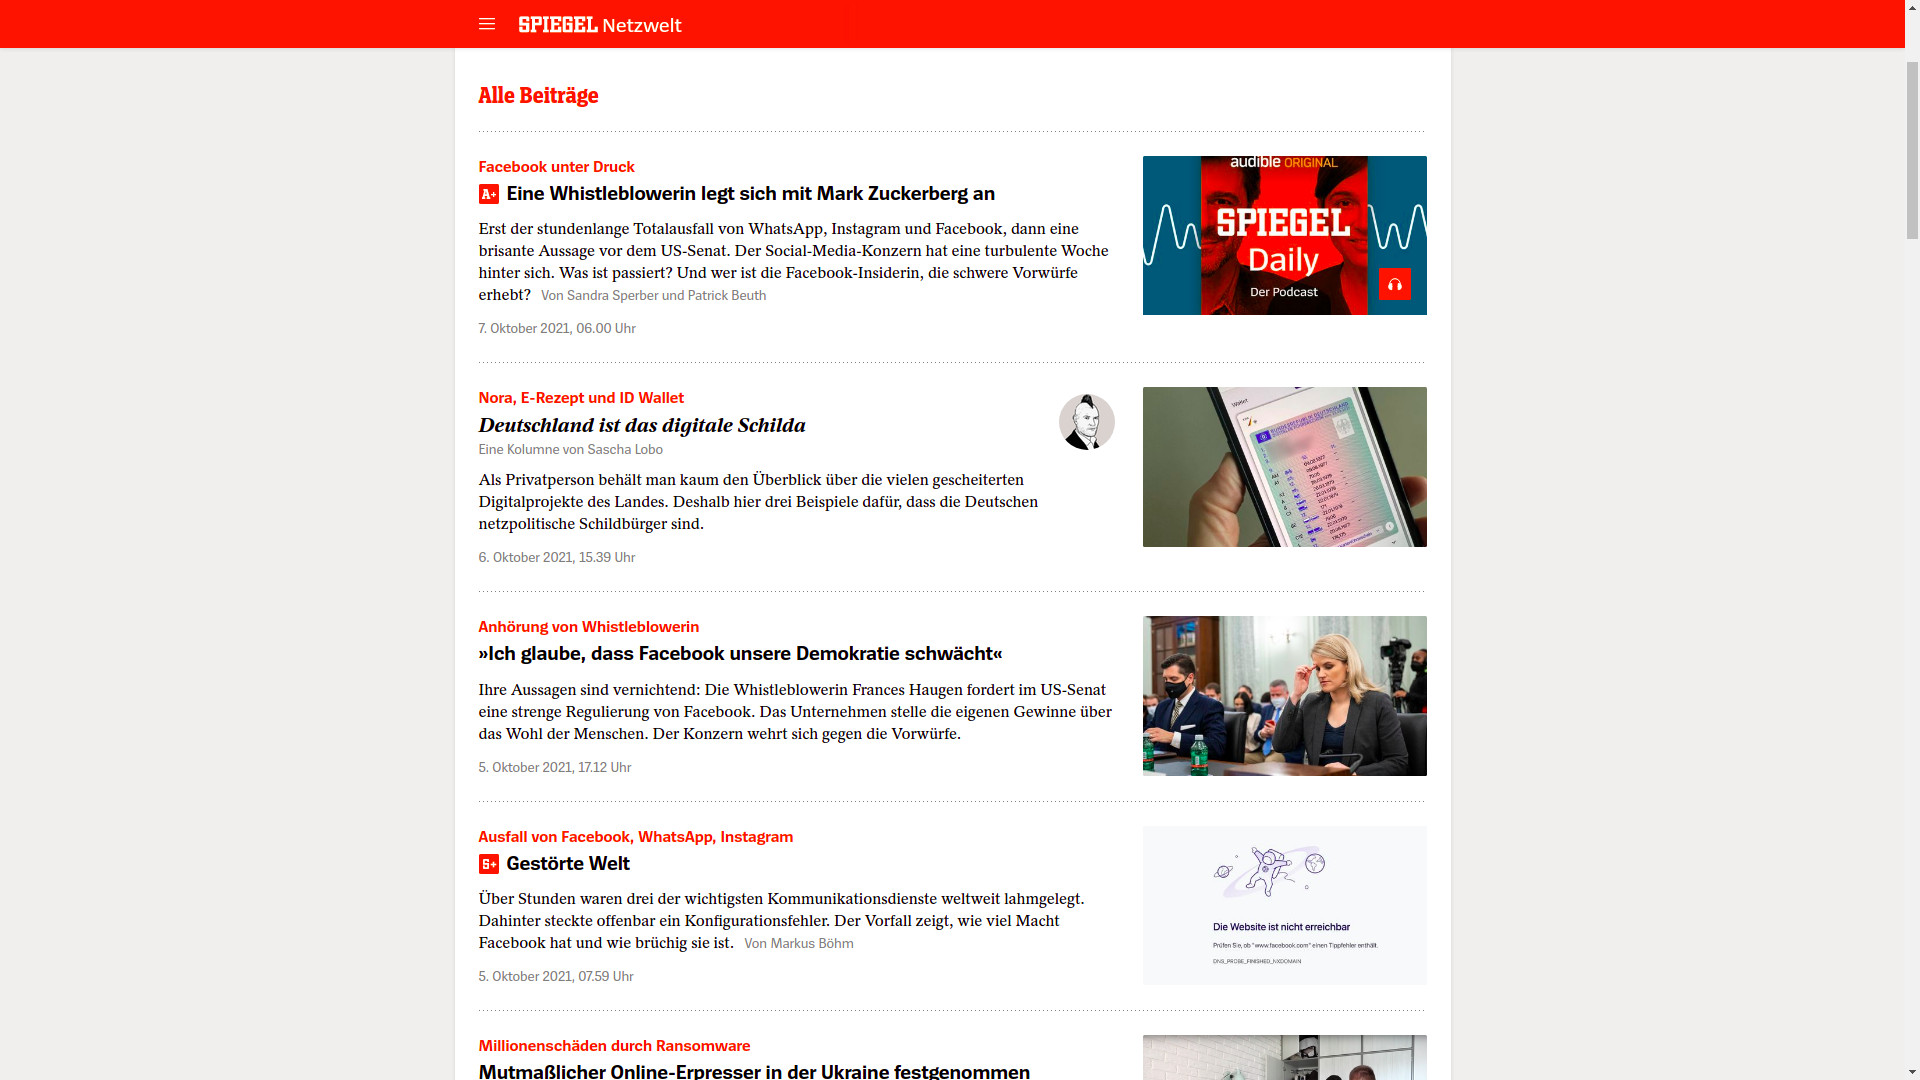 SPIEGEL Netzwelt
Alle Beiträge
Facebook unter Druck
A+ Eine Whistleblowerin legt sich mit Mark Zuckerberg an
Erst der stundenlange Totalausfall von WhatsApp, Instagram und Facebook, dann eine
brisante Aussage vor dem US-Senat. Der Social-Media-Konzern hat eine turbulente Woche
hinter sich. Was ist passiert? Und wer ist die Facebook-Insiderin, die schwere Vorwürfe
erhebt? Von Sandra Sperber und Patrick Beuth
7. Oktober 2021, 06.00 Uhr
audible ORIGINAL
SPIEGEL
Daily
Der Podcast
Nora, E-Rezept und ID Wallet
Deutschland ist das digitale Schilda
Eine Kolumne von Sascha Lobo
Als Privatperson behält man kaum den Überblick über die vielen gescheiterten
Digitalprojekte des Landes. Deshalb hier drei Beispiele dafür, dass die Deutschen
netzpolitische Schildbürger sind.
6. Oktober 2021, 15.39 Uhr
Wallet
Anhörung von Whistleblowerin
»Ich glaube, dass Facebook unsere Demokratie schwächt«
Ihre Aussagen sind vernichtend: Die Whistleblowerin Frances Haugen fordert im US-Senat
eine strenge Regulierung von Facebook. Das Unternehmen stelle die eigenen Gewinne über
das Wohl der Menschen. Der Konzern wehrt sich gegen die Vorwürfe.
5. Oktober 2021, 17.12 Uhr
Ausfall von Facebook, WhatsApp, Instagram
S+ Gestörte Welt
Über Stunden waren drei der wichtigsten Kommunikationsdienste weltweit lahmgelegt.
Dahinter steckte offenbar ein Konfigurationsfehler. Der Vorfall zeigt, wie viel Macht
Facebook hat und wie brüchig sie ist. Von Markus Böhm
5. Oktober 2021, 07.59 Uhr
Die Website ist nicht erreichbar
Prüfen Sie, ob "www.facebook.com" einen Tippfehler enthält.
DNS_PROBE_FINISHED_NXDOMAIN
Millionenschäden durch Ransomware
Mutmaßlicher Online-Erpresser in der Ukraine festgenommen